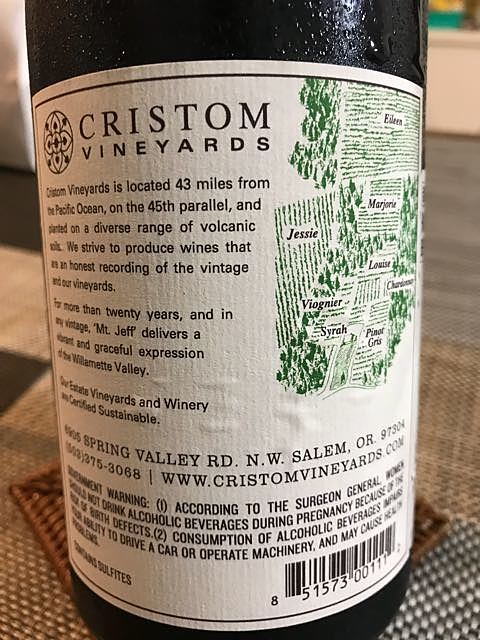 CRISTOM
VINEYARDS
Cristom Vineyards is located 43 miles from
the Pacific Ocean, on the 45th parallel, and
planted on a diverse range of volcanic
soils. We strive to produce wines that
are an honest recording of the vintage
and our vineyards.
For more than twenty years, and in
any vintage, 'Mt. Jeff' delivers a
vibrant and graceful expression
of the Willamette Valley.
Our Estate Vineyards and Winery
are Certified Sustainable.
Eileen
Marjorie
Jessie
Louise
Chardonnay
Viognier
Syrah
Pinot
Gris
6905 SPRING VALLEY RD. N.W. SALEM, OR. 97304
(503)375-3068 | WWW.CRISTOMVINEYARDS.COM
GOVERNMENT WARNING: (1) ACCORDING TO THE SURGEON GENERAL, WOMEN
SHOULD NOT DRINK ALCOHOLIC BEVERAGES DURING PREGNANCY BECAUSE OF THE
RISK OF BIRTH DEFECTS.(2) CONSUMPTION OF ALCOHOLIC BEVERAGES IMPAIRS
YOUR ABILITY TO DRIVE A CAR OR OPERATE MACHINERY, AND MAY CAUSE HEALTH
PROBLEMS.
CONTAINS SULFITES
8 51573 00111 2